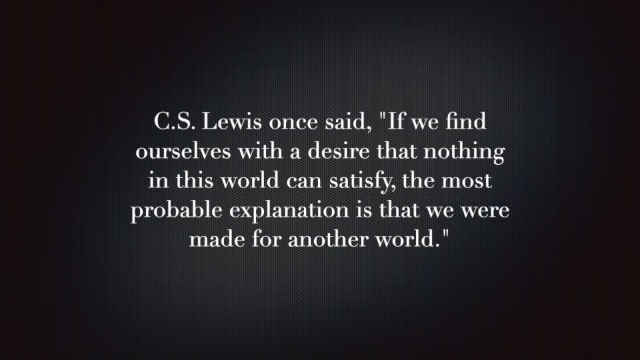 C.S. Lewis once said, "If we find
ourselves with a desire that nothing
in this world can satisfy, the most
probable explanation is that we were
made for another world."